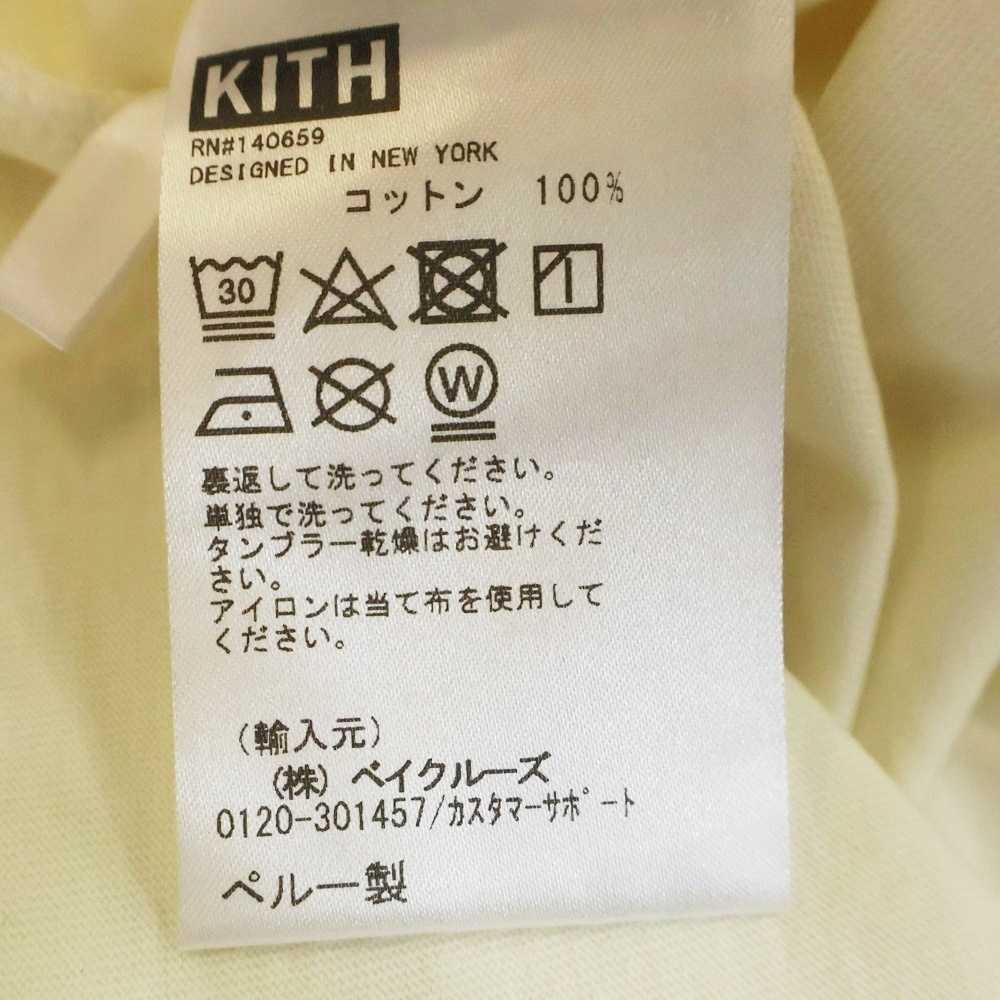 KITH
RN#140659
DESIGNED IN NEW YORK
コットン 100%
30
W
裏返して洗ってください。
単独で洗ってください。
タンブラー乾燥はお避けくだ
さい。
アイロンは当て布を使用して
ください。
(輸入元)
(株) ベイクルーズ
0120-301457/カスタマーサポート
ペルー製